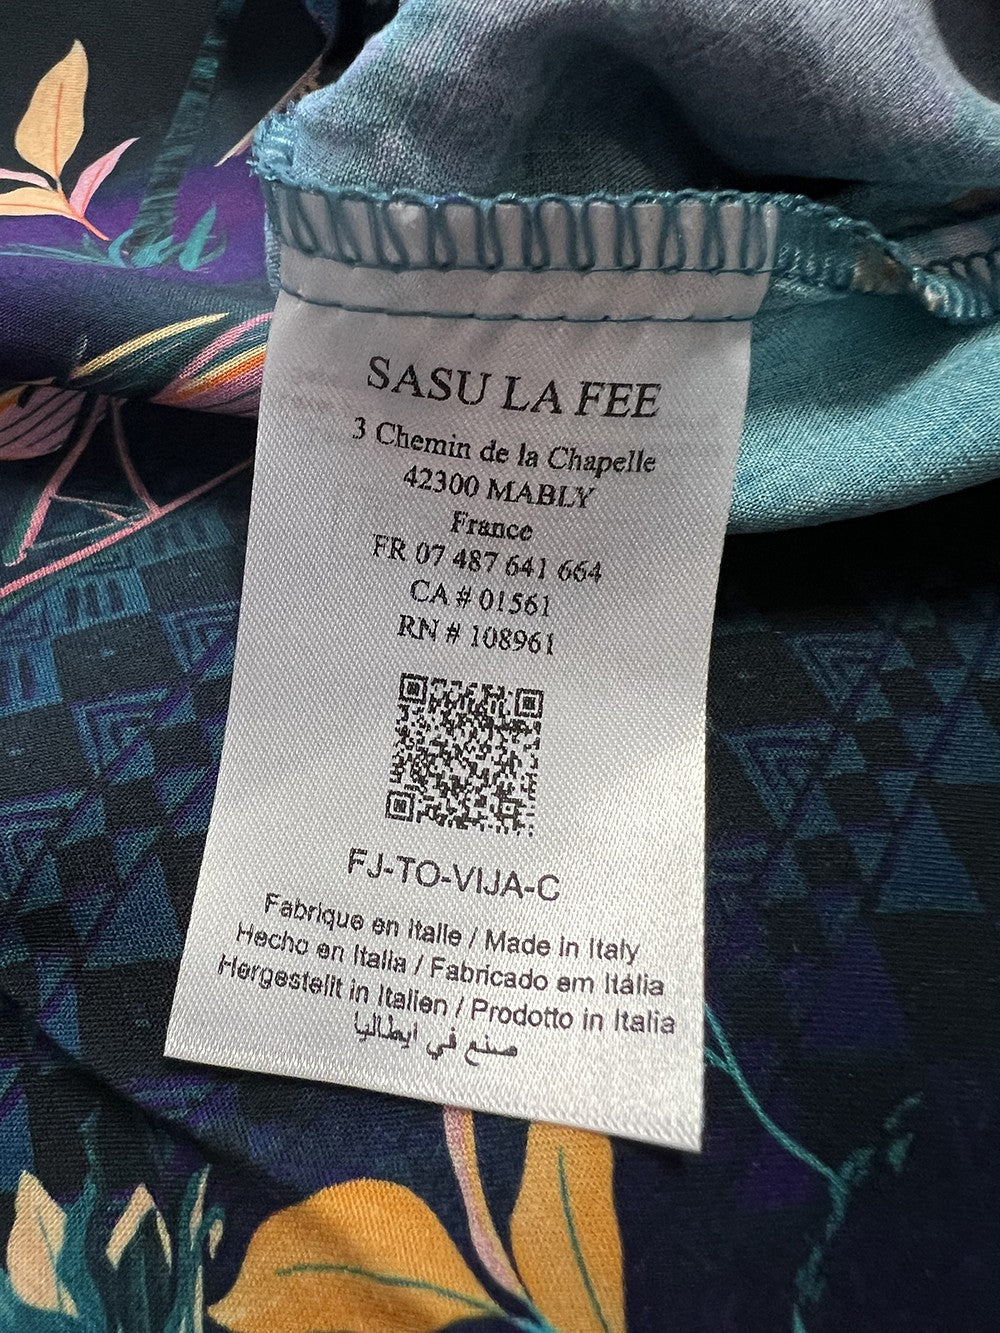 SASU LA FEE
3 Chemin de la Chapelle
42300 MABLY
France
FR 07 487 641 664
CA # 01561
RN # 108961
FJ-TO-VIJA-C
Fabrique en Italie / Made in Italy
Hecho en Italia / Fabricado em Itália
Hergestellt in Italien / Prodotto in Italia
صنع في ايطاليا